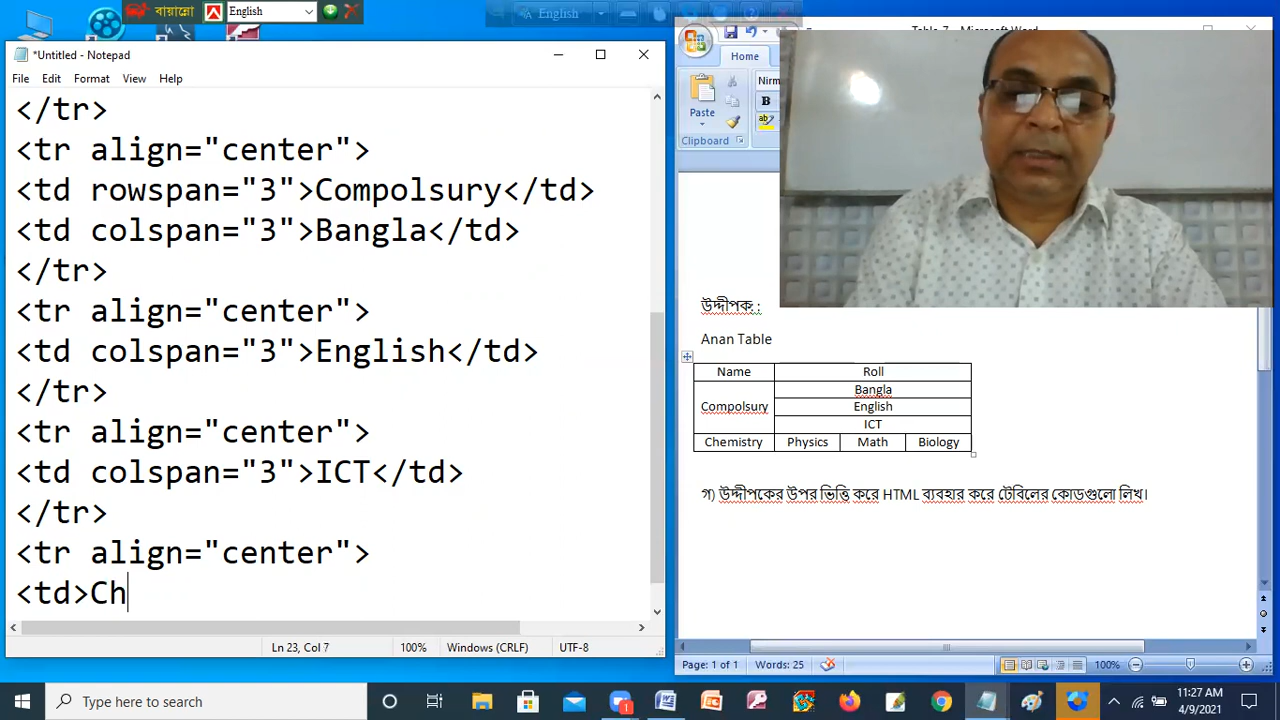 বায়ান্নো
English
English
*Untitled - Notepad
File Edit Format View Help
</tr>
<tr align="center">
<td rowspan="3">Compolsury</td>
<td colspan="3">Bangla</td>
</tr>
<tr align="center">
<td colspan="3">English</td>
</tr>
<tr align="center">
<td colspan="3">ICT</td>
</tr>
<tr align="center">
<td>Ch
Ln 23, Col 7 100% Windows (CRLF) UTF-8
Home
Paste
B
Clipboard
উদ্দীপক :
Anan Table
Name Roll
Bangla
Compolsury English
ICT
Chemistry Physics Math Biology
গ) উদ্দীপকের উপর ভিত্তি করে HTML ব্যবহার করে টেবিলের কোডগুলো লিখ।
Page: 1 of 1 Words: 25 100%
Type here to search
1
11:27 AM
4/9/2021